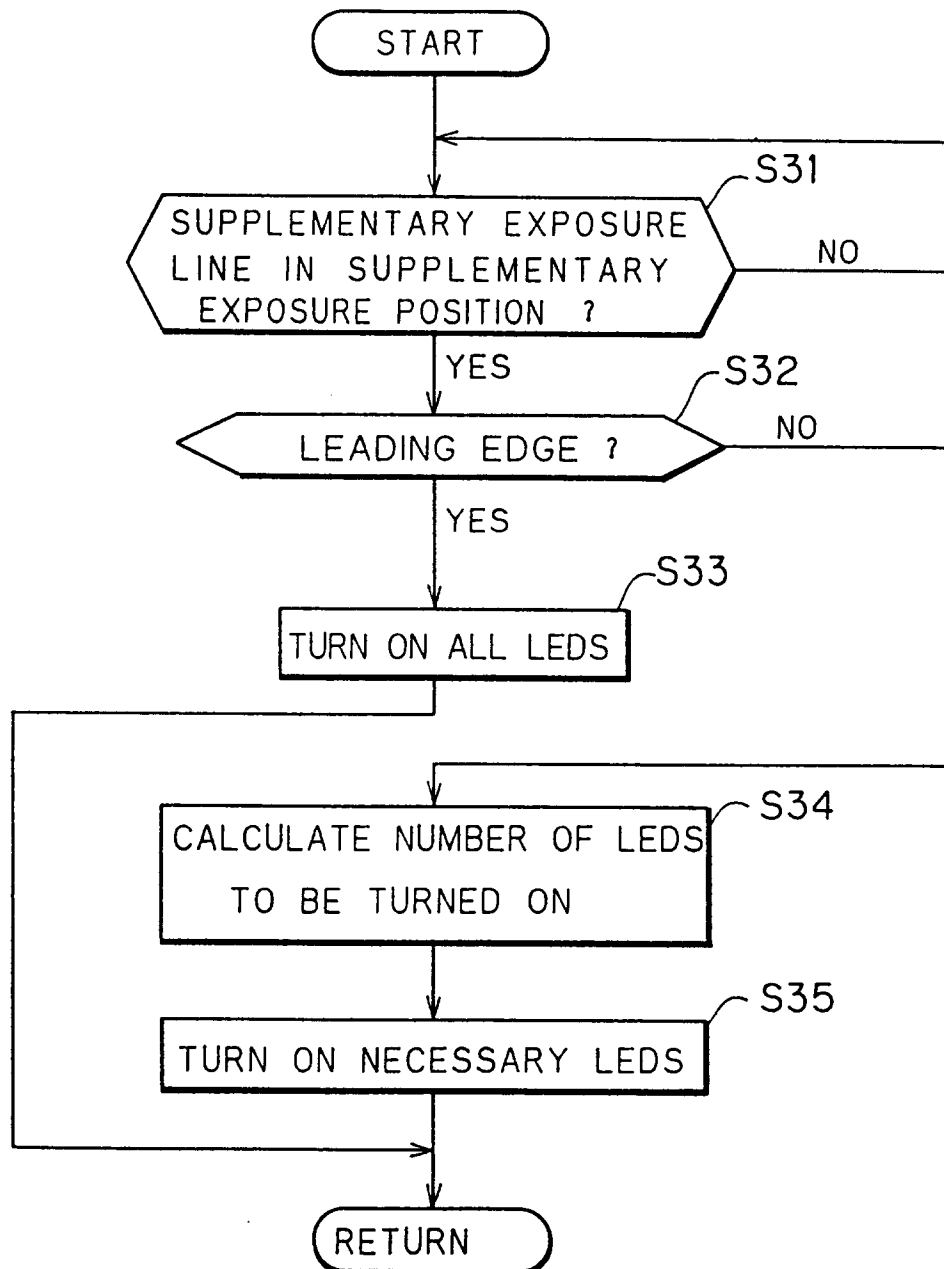 START
S31
SUPPLEMENTARY EXPOSURE
LINE IN SUPPLEMENTARY
EXPOSURE POSITION ?
NO
YES
S32
LEADING EDGE ?
NO
YES
S33
TURN ON ALL LEDS
S34
CALCULATE NUMBER OF LEDS
TO BE TURNED ON
S35
TURN ON NECESSARY LEDS
RETURN